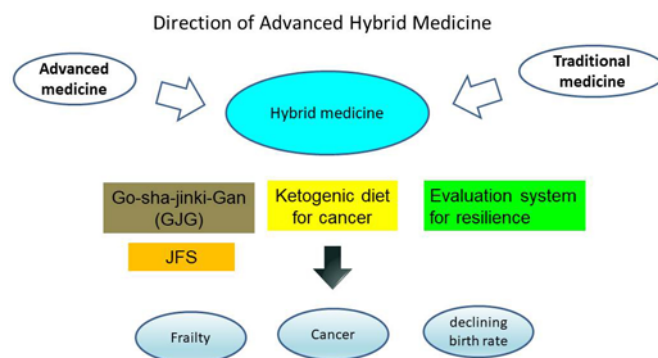 Direction of Advanced Hybrid Medicine
Advanced
medicine
Traditional
medicine
Hybrid medicine
Go-sha-jinki-Gan
(GJG)
Ketogenic diet
for cancer
Evaluation system
for resilience
JFS
Frailty
Cancer
declining
birth rate